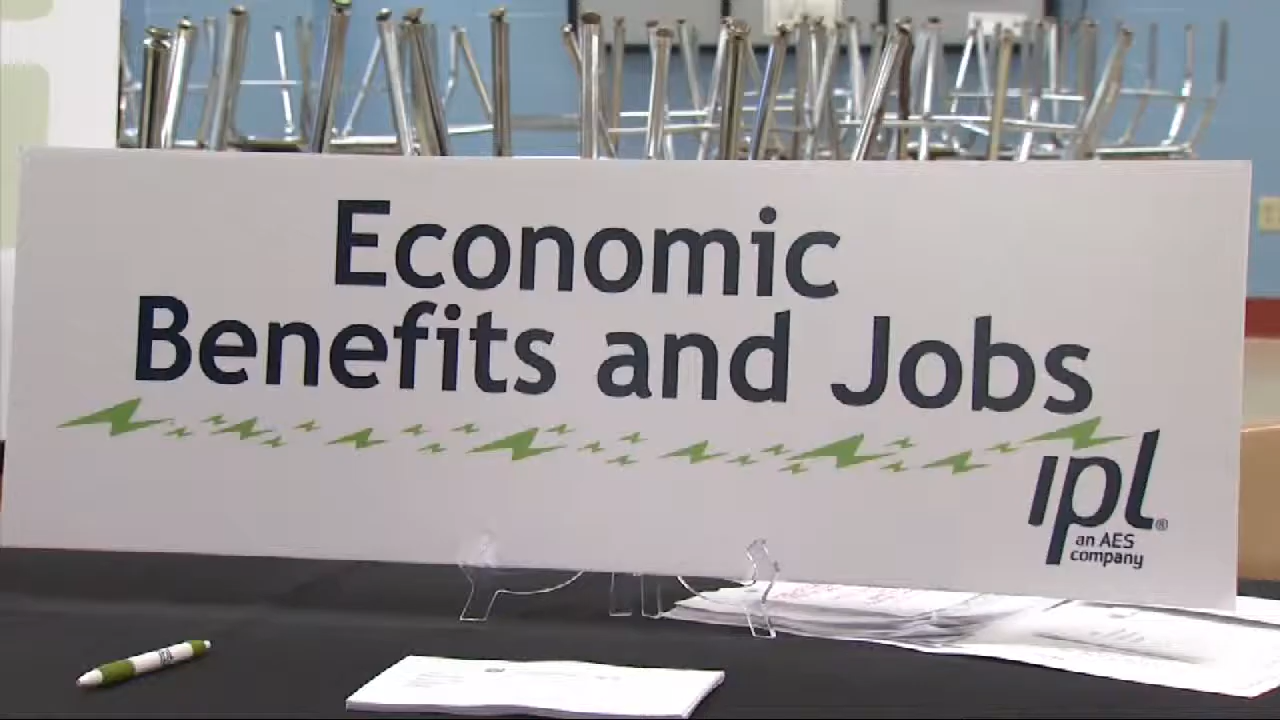 Economic
Benefits and Jobs
ipl®
an AES
company